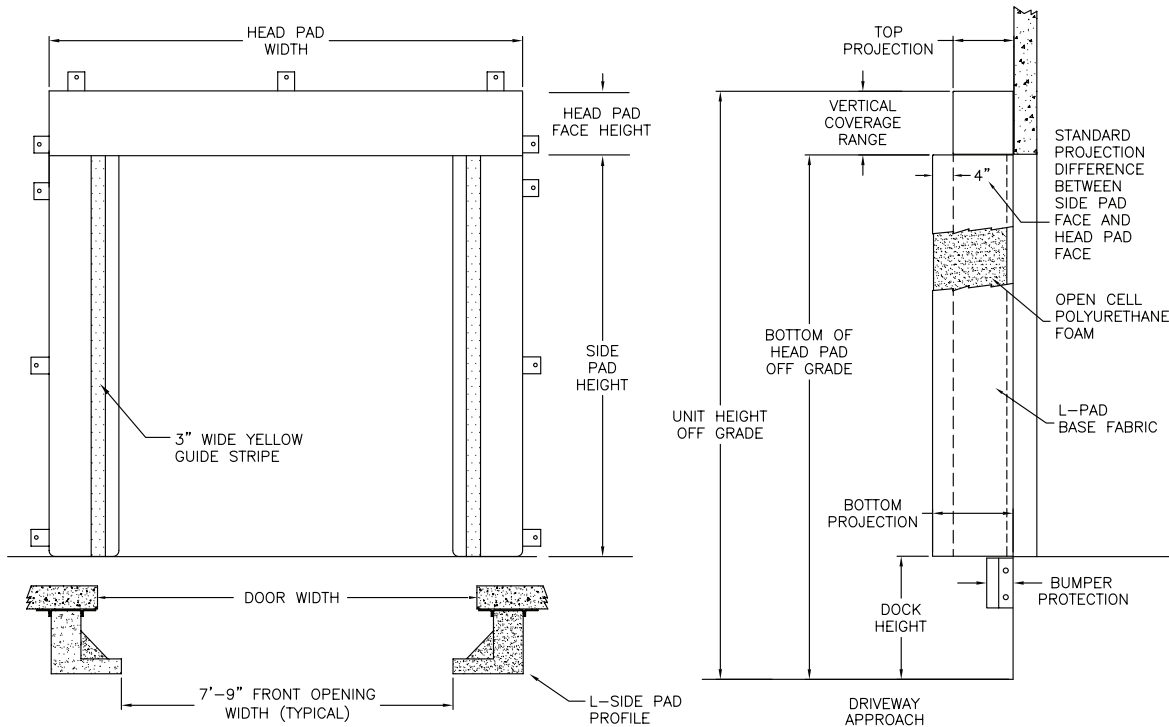 HEAD PAD
WIDTH
HEAD PAD
FACE HEIGHT
SIDE
PAD
HEIGHT
3” WIDE YELLOW
GUIDE STRIPE
DOOR WIDTH
7’–9” FRONT OPENING
WIDTH (TYPICAL)
L–SIDE PAD
PROFILE
TOP
PROJECTION
VERTICAL
COVERAGE
RANGE
4”
STANDARD
PROJECTION
DIFFERENCE
BETWEEN
SIDE PAD
FACE AND
HEAD PAD
FACE
OPEN CELL
POLYURETHANE
FOAM
BOTTOM OF
HEAD PAD
OFF GRADE
UNIT HEIGHT
OFF GRADE
L–PAD
BASE FABRIC
BOTTOM
PROJECTION
DOCK
HEIGHT
BUMPER
PROTECTION
DRIVEWAY
APPROACH